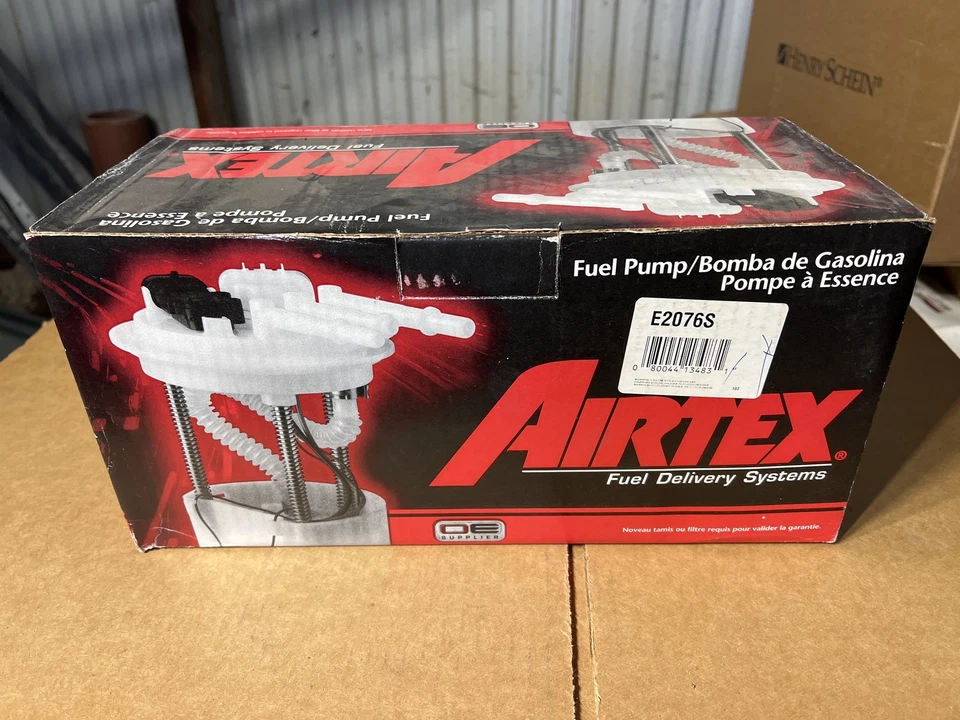 HENRY SCHEIN®
AIRTEX
Fuel Delivery Systems
Fuel Pump/Bomba de Gasolina
Pompe à Essence
Fuel Pump/Bomba de Gasolina
Pompe à Essence
E2076S
0 80044 13483 1
AIRTEX®
Fuel Delivery Systems
OE
SUPPLIER
Noveau tamis ou filtre requis pour valider la garantie.